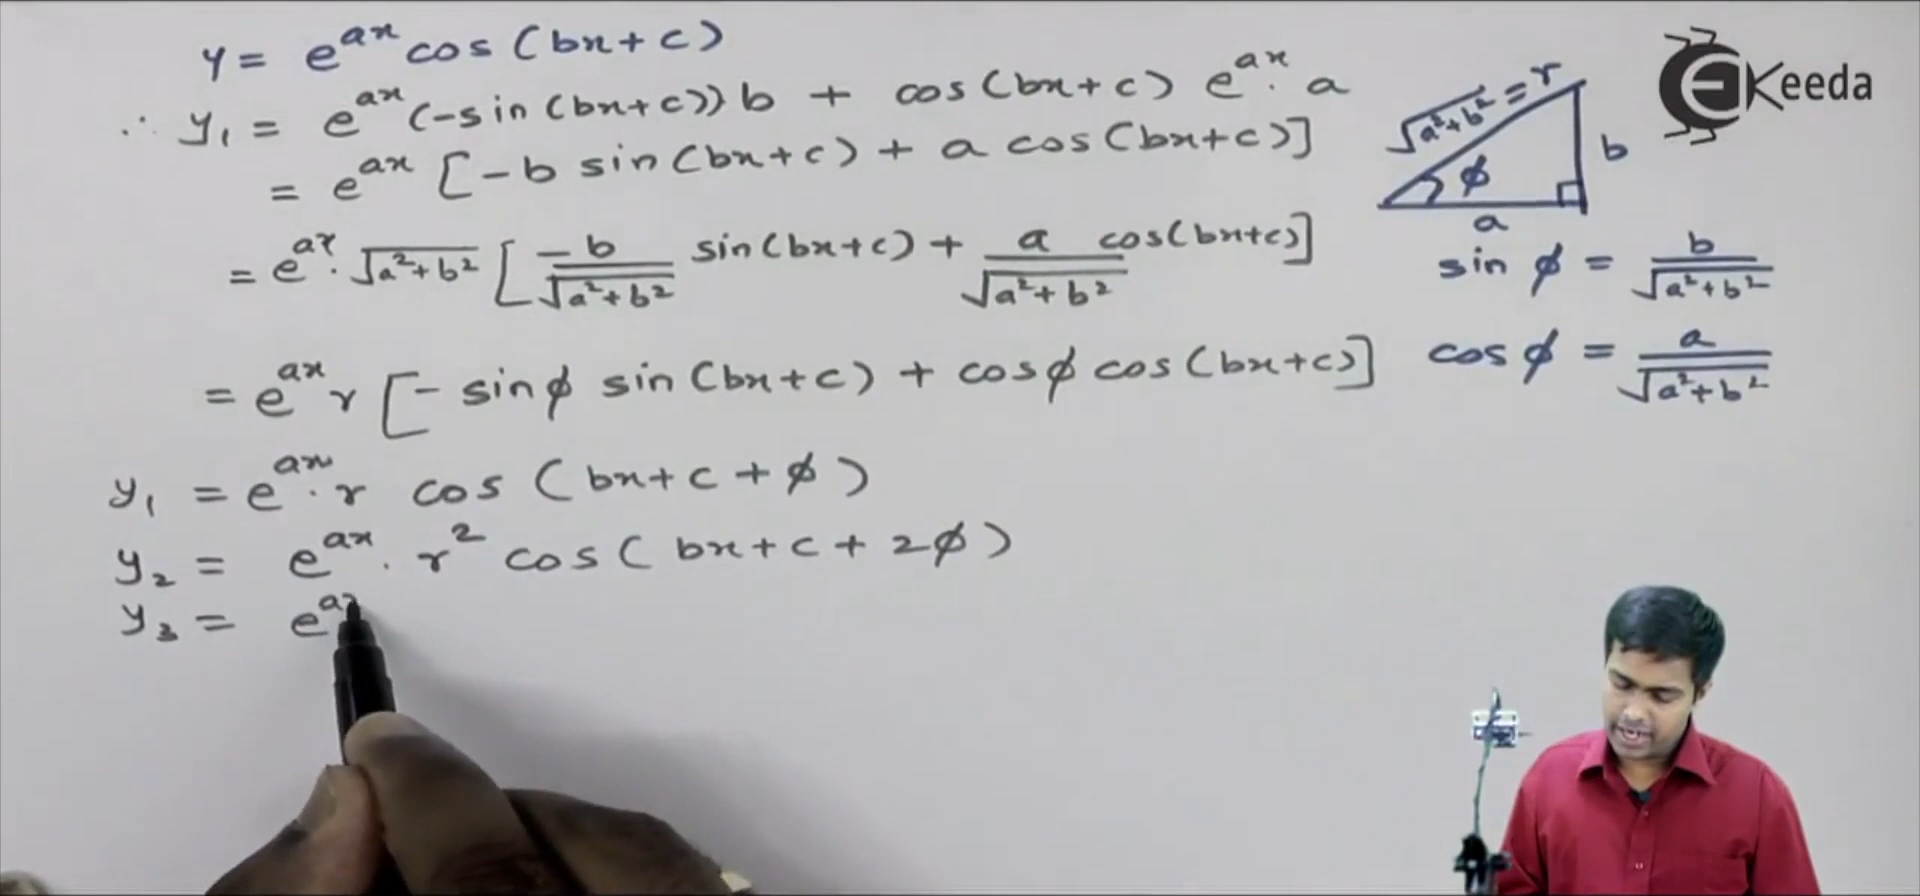 y = e^{ax} cos (bx+c)
∴ y₁ = e^{ax} (-sin (bx+c)) b + cos (bx+c) e^{ax} . a
= e^{ax} [-b sin (bx+c) + a cos (bx+c)]
= e^{ax} . √(a²+b²) [ -b/√(a²+b²) sin (bx+c) + a/√(a²+b²) cos (bx+c)]
= e^{ax} r [- sin ϕ sin (bx+c) + cos ϕ cos (bx+c)]
y₁ = e^{ax} . r cos (bx+c+ϕ)
y₂ = e^{ax} . r² cos (bx+c+2ϕ)
y₃ = e^{a
EKeeda
√(a²+b²) = r
ϕ
b
a
sin ϕ = b/√(a²+b²)
cos ϕ = a/√(a²+b²)